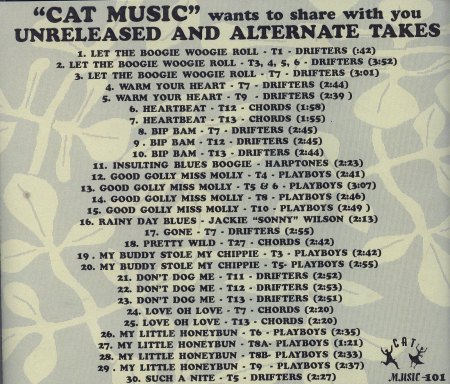 "CAT MUSIC" wants to share with you
UNRELEASED AND ALTERNATE TAKES
1. LET THE BOOGIE WOOGIE ROLL - T1 - DRIFTERS (:42)
2. LET THE BOOGIE WOOGIE ROLL - T3, 4, 5, 6 - DRIFTERS (3:52)
3. LET THE BOOGIE WOOGIE ROLL - T7 - DRIFTERS (3:01)
4. WARM YOUR HEART - T7 - DRIFTERS (2:44)
5. WARM YOUR HEART - T9 - DRIFTERS (2:39 )
6. HEARTBEAT - T12 - CHORDS (1:58)
7. HEARTBEAT - T13 - CHORDS (1:55)
8. BIP BAM - T7 - DRIFTERS (2:45)
9 . BIP BAM - T12 - DRIFTERS (2:45)
10. BIP BAM - T13 - DRIFTERS (2:44)
11. INSULTING BLUES BOOGIE - HARPTONES (2:23)
12. GOOD GOLLY MISS MOLLY - T4 - PLAYBOYS (2:41)
13. GOOD GOLLY MISS MOLLY - T5 & 6 - PLAYBOYS (3:07)
14. GOOD GOLLY MISS MOLLY - T8 - PLAYBOYS (2:46)
15. GOOD GOLLY MISS MOLLY - T10 - PLAYBOYS (2:49 )
16. RAINY DAY BLUES - JACKIE "SONNY" WILSON (2:13)
17. GONE - T7 - DRIFTERS (2:55)
18. PRETTY WILD - T27 - CHORDS (2:42)
19 . MY BUDDY STOLE MY CHIPPIE - T3 - PLAYBOYS (2:42)
20. MY BUDDY STOLE MY CHIPPIE - T5- PLAYBOYS (2:55)
21. DON'T DOG ME - T11 - DRIFTERS (2:52)
22. DON'T DOG ME - T12 - DRIFTERS (2:53)
23. DON'T DOG ME - T13 - DRIFTERS (2:51)
24. LOVE OH LOVE - T7 - CHORDS (2:20)
25. LOVE OH LOVE - T13 - CHORDS (2:20)
26. MY LITTLE HONEYBUN - T6 - PLAYBOYS (2:35)
27. MY LITTLE HONEYBUN - T8A - PLAYBOYS (1:21)
28. MY LITTLE HONEYBUN - T8B- PLAYBOYS (2:33)
29 . MY LITTLE HONEYBUN - T9 - PLAYBOYS (2:37)
30. SUCH A NITE - T5 - DRIFTERS (2:27)
CAT
MUSIC -101